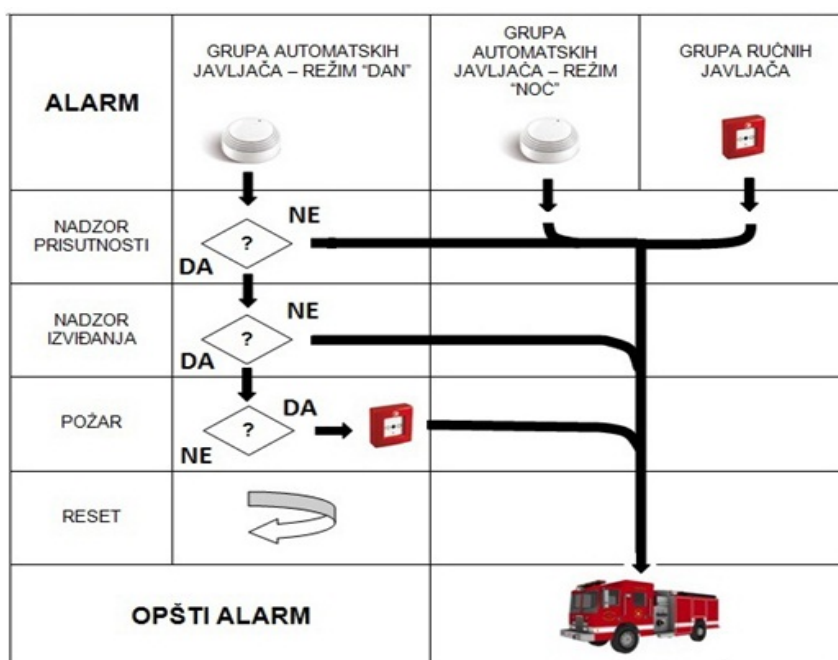 ALARM
GRUPA AUTOMATSKIH
JAVLJAČA – REŽIM "DAN"
GRUPA
AUTOMATSKIH
JAVLJAČA – REŽIM
"NOĆ"
GRUPA RUČNIH
JAVLJAČA
NADZOR
PRISUTNOSTI
?
NE
DA
NADZOR
IZVIĐANJA
?
NE
DA
POŽAR
?
DA
NE
RESET
OPŠTI ALARM